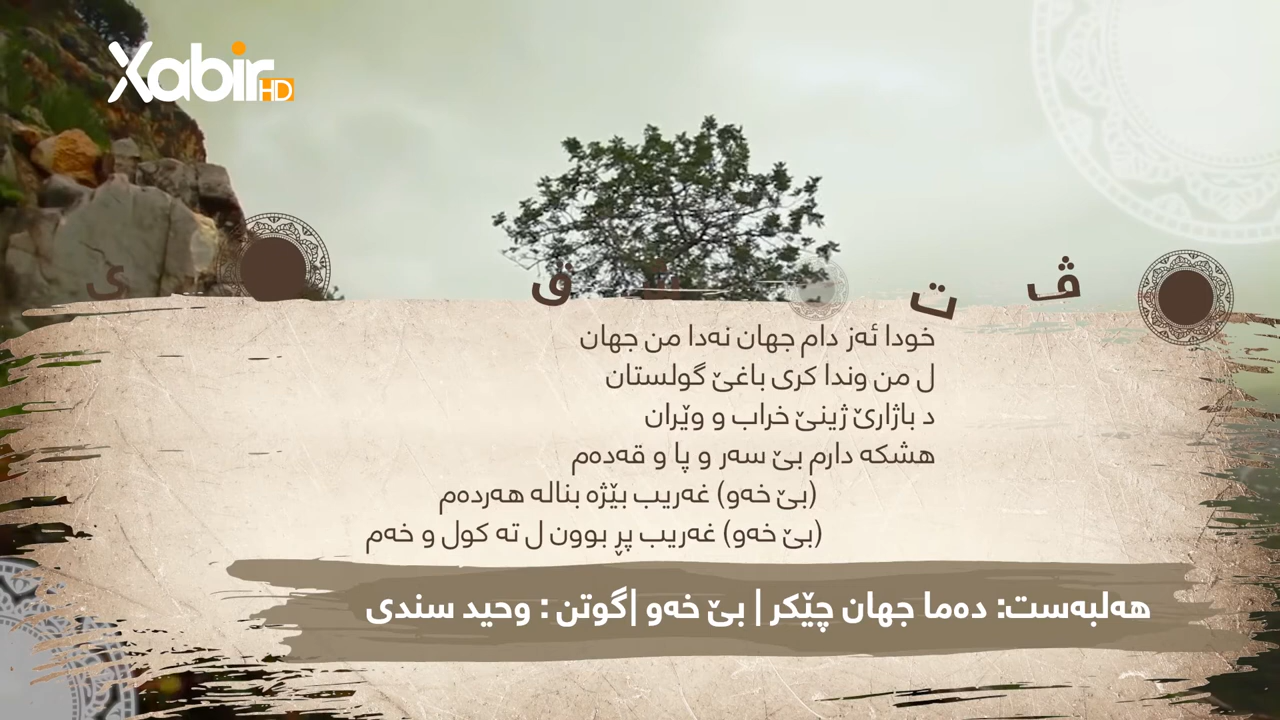 Xabir HD
ی ق ت ڤ
خودا ئەز دام جهان نەدا من جهان
ل من وندا کری باغێ گولستان
د باژارێ ژینێ خراب و وێران
هشکە دارم بێ سەر و پا و قەدەم
(بێ خەو) غەریب بێژە بنالە هەردەم
(بێ خەو) غەریب پڕ بوون ل تە کول و خەم
هەلبەست: دەما جهان چێکر | بێ خەو |گوتن : وحید سندی